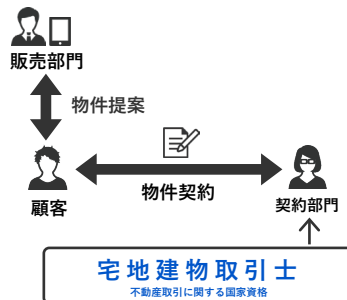 販売部門
物件提案
顧客
物件契約
契約部門
宅地建物取引士
不動産取引に関する国家資格